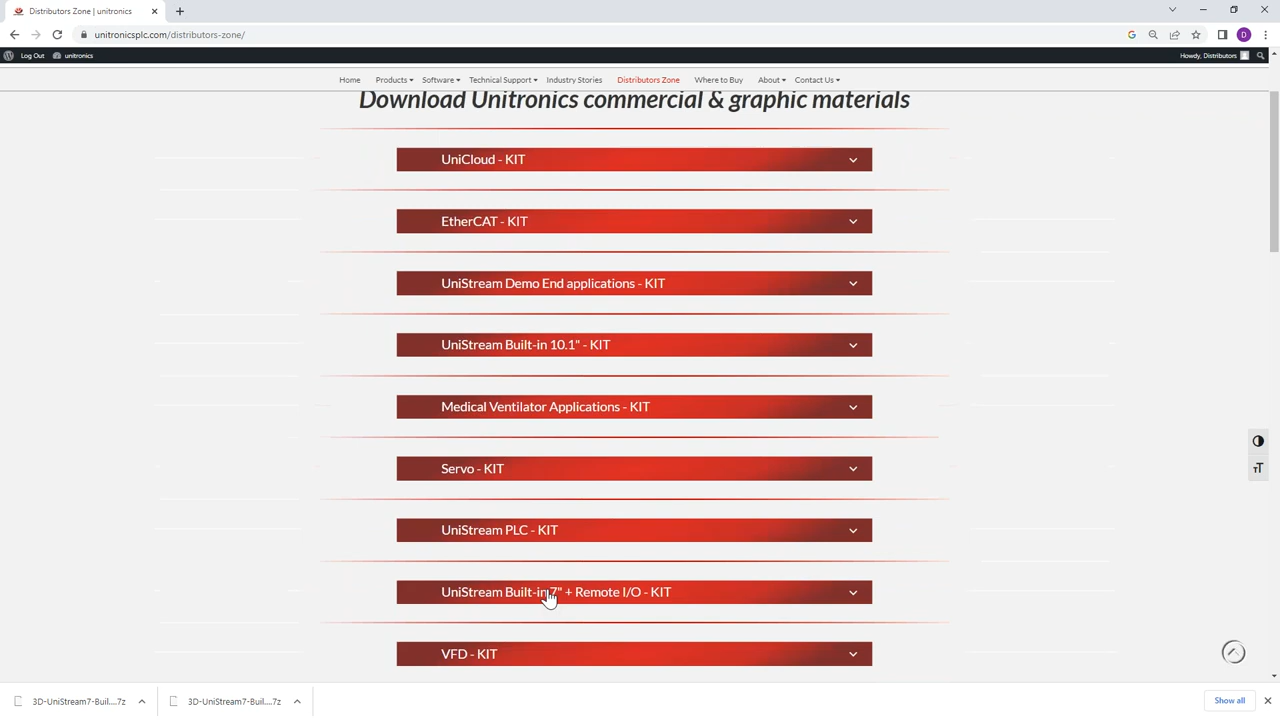 Distributors Zone | unitronics
unitronicsplc.com/distributors-zone/
D
Log Out
unitronics
Howdy, Distributors
Home
Products
Software
Technical Support
Industry Stories
Distributors Zone
Where to Buy
About
Contact Us
Download Unitronics commercial & graphic materials
UniCloud - KIT
EtherCAT - KIT
UniStream Demo End applications - KIT
UniStream Built-in 10.1" - KIT
Medical Ventilator Applications - KIT
Servo - KIT
UniStream PLC - KIT
UniStream Built-in 7" + Remote I/O - KIT
VFD - KIT
3D-UniStream7-Buil....7z
3D-UniStream7-Buil....7z
Show all